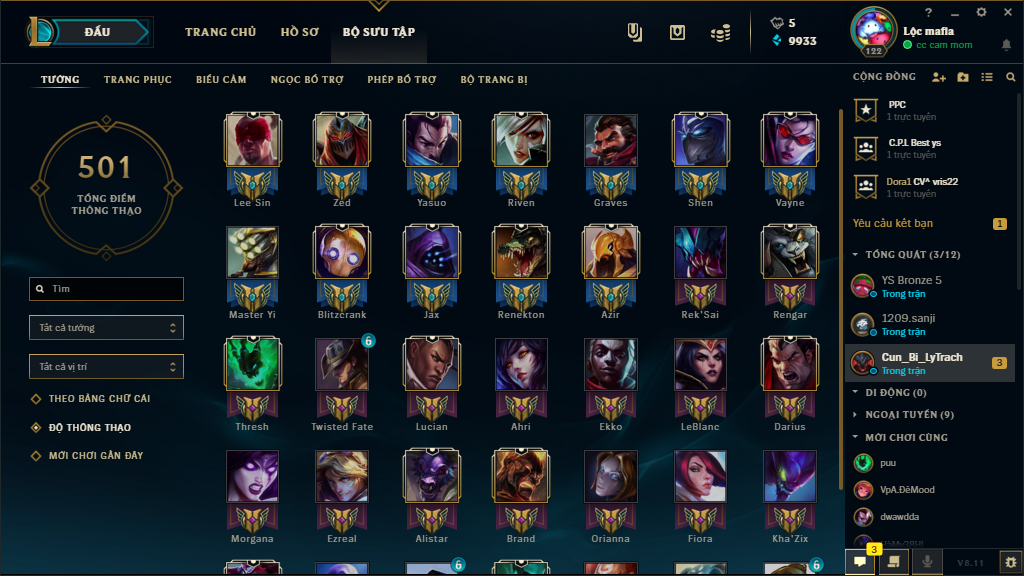 ĐẤU
TRANG CHỦ
HỒ SƠ
BỘ SƯU TẬP
5
9933
122
?
Lộc mafia
cc cam mom
TƯỚNG
TRANG PHỤC
BIỂU CẢM
NGỌC BỔ TRỢ
PHÉP BỔ TRỢ
BỘ TRANG BỊ
501
TỔNG ĐIỂM
THÔNG THẠO
Tìm
Tất cả tướng
Tất cả vị trí
THEO BẢNG CHỮ CÁI
ĐỘ THÔNG THẠO
MỚI CHƠI GẦN ĐÂY
Lee Sin
Zed
Yasuo
Riven
Graves
Shen
Vayne
Master Yi
Blitzcrank
Jax
Renekton
Azir
Rek'Sai
Rengar
6
Thresh
Twisted Fate
Lucian
Ahri
Ekko
LeBlanc
Darius
Morgana
Ezreal
Alistar
Brand
Orianna
Fiora
Kha'Zix
6
6
CỘNG ĐỒNG
PPC
1 trực tuyến
C.P.I. Best ys
1 trực tuyến
Dora1 CV^ vris22
1 trực tuyến
Yêu cầu kết bạn
1
TỔNG QUÁT (3/12)
YS Bronze 5
Trong trận
1209.sanji
Trong trận
Cun_Bi_LyTrach
Trong trận
3
DI ĐỘNG (0)
NGOẠI TUYẾN (9)
MỚI CHƠI CÙNG
puu
VpA.ĐêMood
dwawdda
3
V8.11